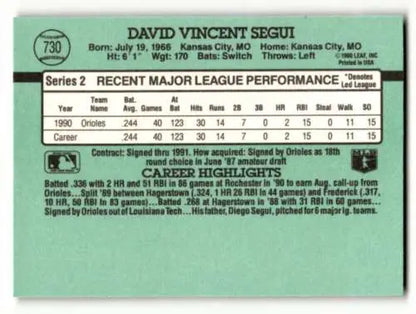 730
DAVID VINCENT SEGUI
Born: July 19, 1966 Kansas City, MO Home: Kansas City, MO
Ht: 6'1" Wgt: 170 Bats: Switch Throws: Left
© 1990 LEAF, INC.
Printed in USA
Series 2 RECENT MAJOR LEAGUE PERFORMANCE *Denotes Led League
Year Team Name Bat. Avg. Games At Bat Hits Runs 2B 3B HR RBI Steal Walk SO
1990 Orioles .244 40 123 30 14 7 0 2 15 0 11 15
Career .244 40 123 30 14 7 0 2 15 0 11 15
Contract: Signed thru 1991. How acquired: Signed by Orioles as 18th
round choice in June '87 amateur draft
CAREER HIGHLIGHTS
Batted .336 with 2 HR and 51 RBI in 86 games at Rochester in '90 to earn Aug. call-up from
Orioles...Split '89 between Hagerstown (.324, 1 HR 26 RBI in 44 games) and Frederick (.317,
10 HR, 50 RBI in 83 games)...Batted .268 at Hagerstown in '88 with 31 RBI in 60 games...
Signed by Orioles out of Louisiana Tech...His father, Diego Segui, pitched for 6 major lg. teams.